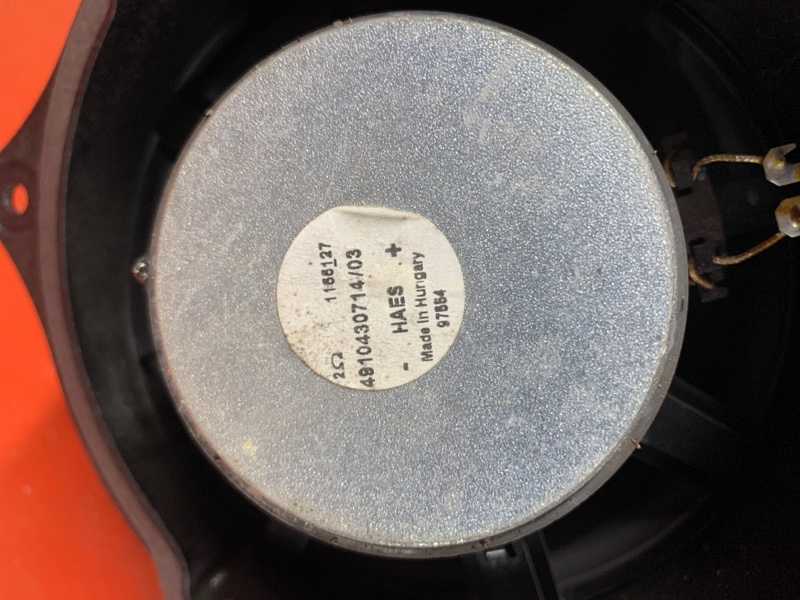 1166127
2Ω
4910430714/03
- HAES +
Made in Hungary
97554